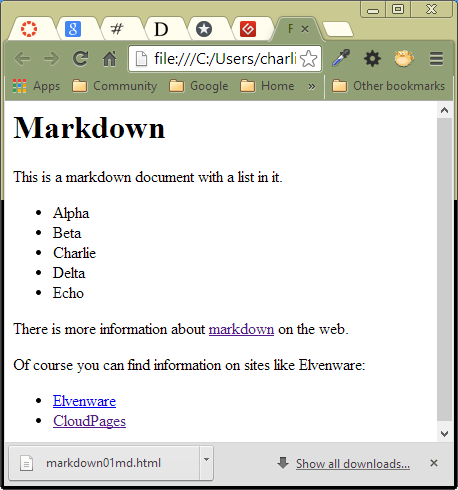 8
#
D
F
file:///C:/Users/charli
Apps Community Google Home » Other bookmarks
Markdown
This is a markdown document with a list in it.
Alpha
Beta
Charlie
Delta
Echo
There is more information about markdown on the web.
Of course you can find information on sites like Elvenware:
Elvenware
CloudPages
markdown01md.html
Show all downloads...